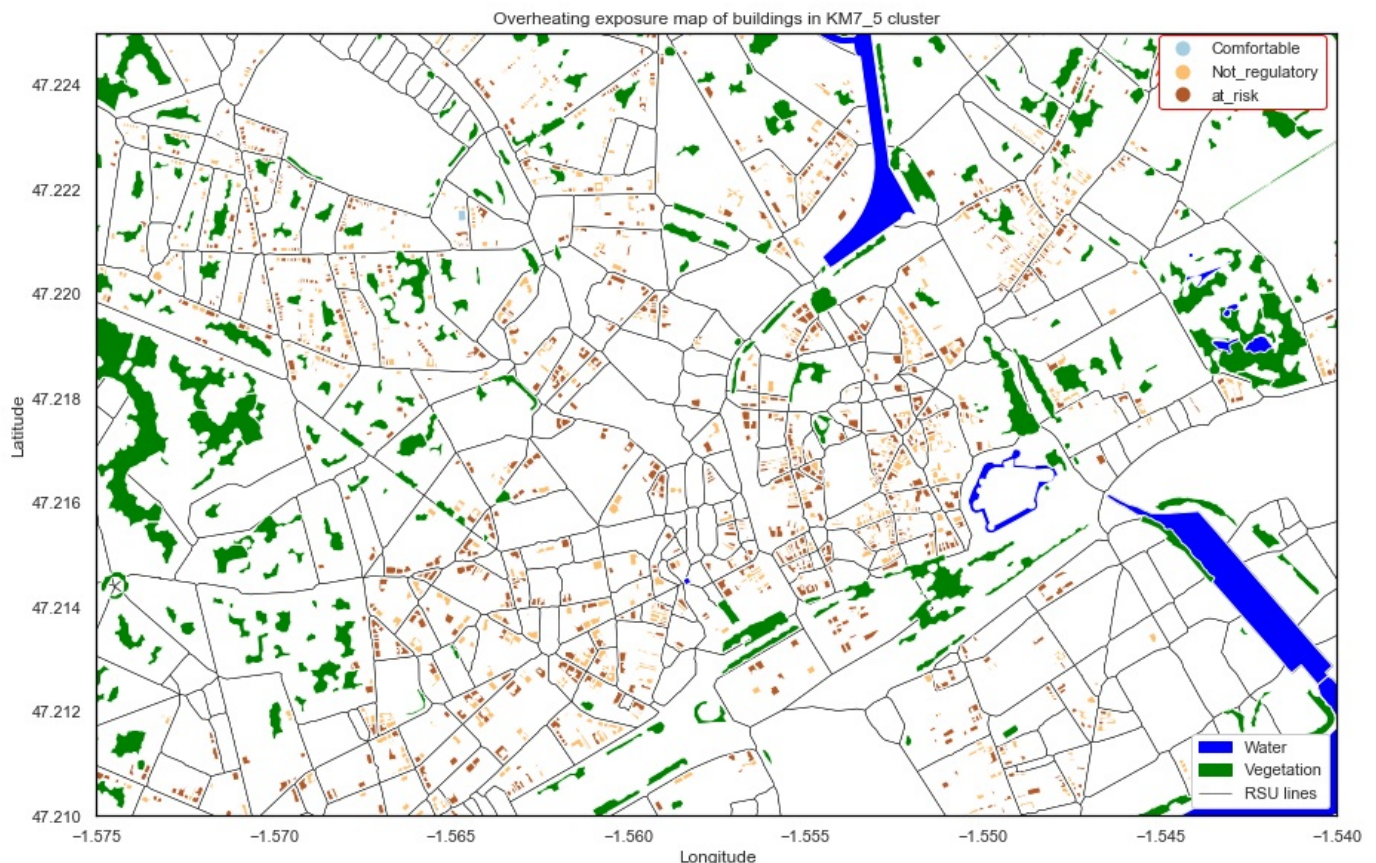 Overheating exposure map of buildings in KM7_5 cluster
Comfortable
Not_regulatory
at_risk
47.224
47.222
47.220
47.218
47.216
47.214
47.212
47.210
Latitude
Water
Vegetation
RSU lines
−1.575
−1.570
−1.565
−1.560
−1.555
−1.550
−1.545
−1.540
Longitude